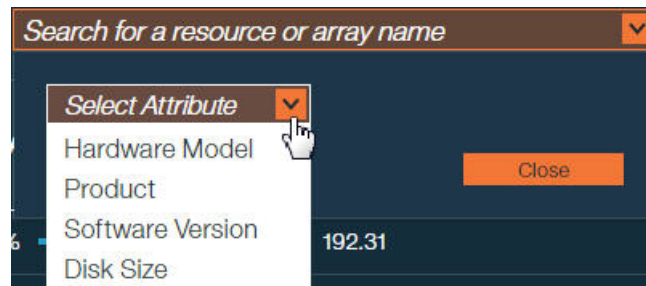 Search for a resource or array name
Select Attribute
Hardware Model
Close
Product
Software Version
% 192.31
Disk Size